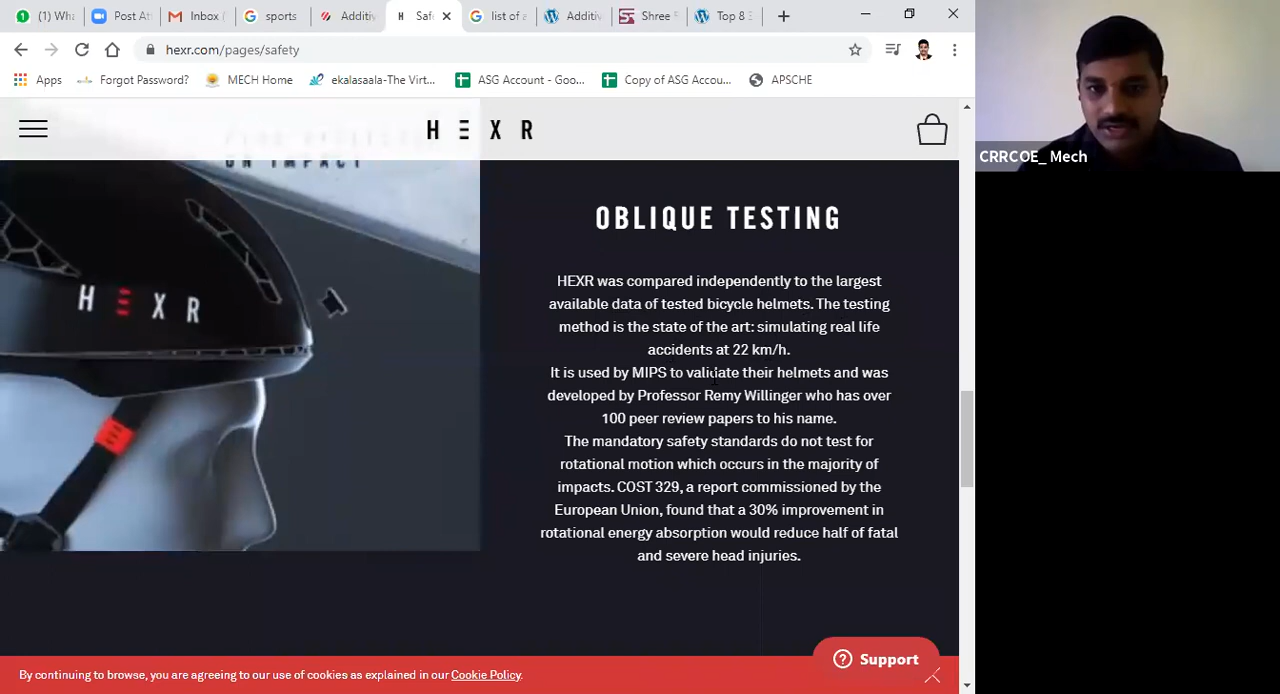 (1) Wha
Post At
Inbox (
sports
Additiv
Safe
list of a
Additiv
Shree
Top 8
hexr.com/pages/safety
Apps
Forgot Password?
MECH Home
ekalasaala-The Virt...
ASG Account - Goo...
Copy of ASG Accou...
APSCHE
HEXR
ON IMPACT
HEXR
OBLIQUE TESTING
HEXR was compared independently to the largest
available data of tested bicycle helmets. The testing
method is the state of the art: simulating real life
accidents at 22 km/h.
It is used by MIPS to validate their helmets and was
developed by Professor Remy Willinger who has over
100 peer review papers to his name.
The mandatory safety standards do not test for
rotational motion which occurs in the majority of
impacts. COST 329, a report commissioned by the
European Union, found that a 30% improvement in
rotational energy absorption would reduce half of fatal
and severe head injuries.
By continuing to browse, you are agreeing to our use of cookies as explained in our Cookie Policy.
Support
CRRCOE_ Mech